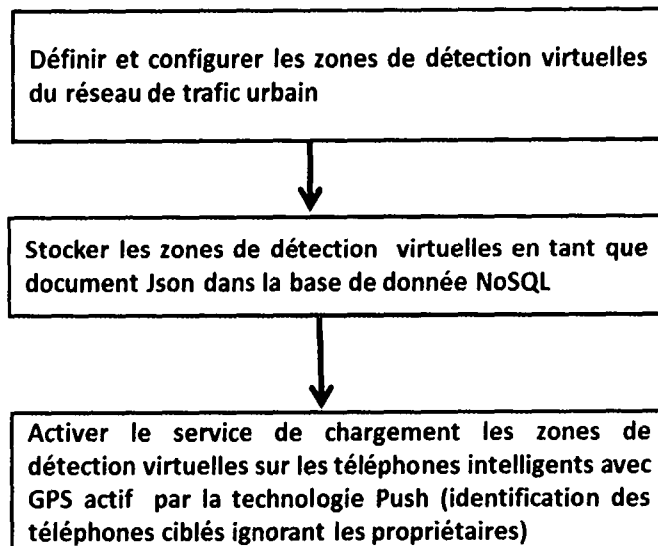 Définir et configurer les zones de détection virtuelles
du réseau de trafic urbain
Stocker les zones de détection virtuelles en tant que
document Json dans la base de donnée NoSQL
Activer le service de chargement les zones de
détection virtuelles sur les téléphones intelligents avec
GPS actif par la technologie Push (identification des
téléphones ciblés ignorant les propriétaires)